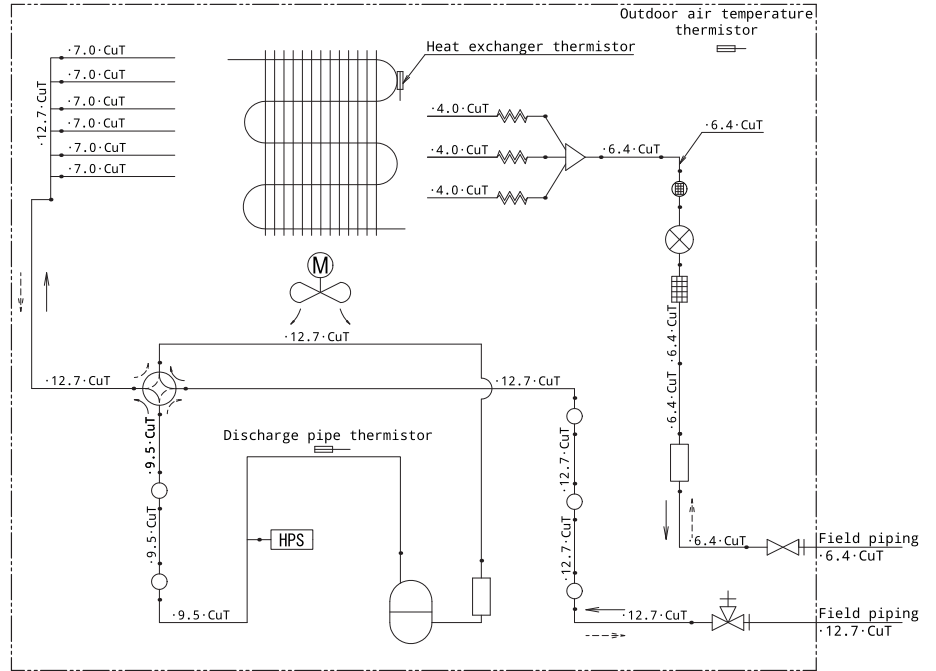 Outdoor air temperature
thermistor
Heat exchanger thermistor
·7.0·CuT
·7.0·CuT
·7.0·CuT
·7.0·CuT
·7.0·CuT
·7.0·CuT
·12.7·CuT
·4.0·CuT
·4.0·CuT
·4.0·CuT
·6.4·CuT
·6.4·CuT
M
·12.7·CuT
·6.4·CuT
·6.4·CuT
·12.7·CuT
·12.7·CuT
Discharge pipe thermistor
·9.5·CuT
·9.5·CuT
·12.7·CuT
·12.7·CuT
HPS
·6.4·CuT
Field piping
·6.4·CuT
·9.5·CuT
·12.7·CuT
Field piping
·12.7·CuT